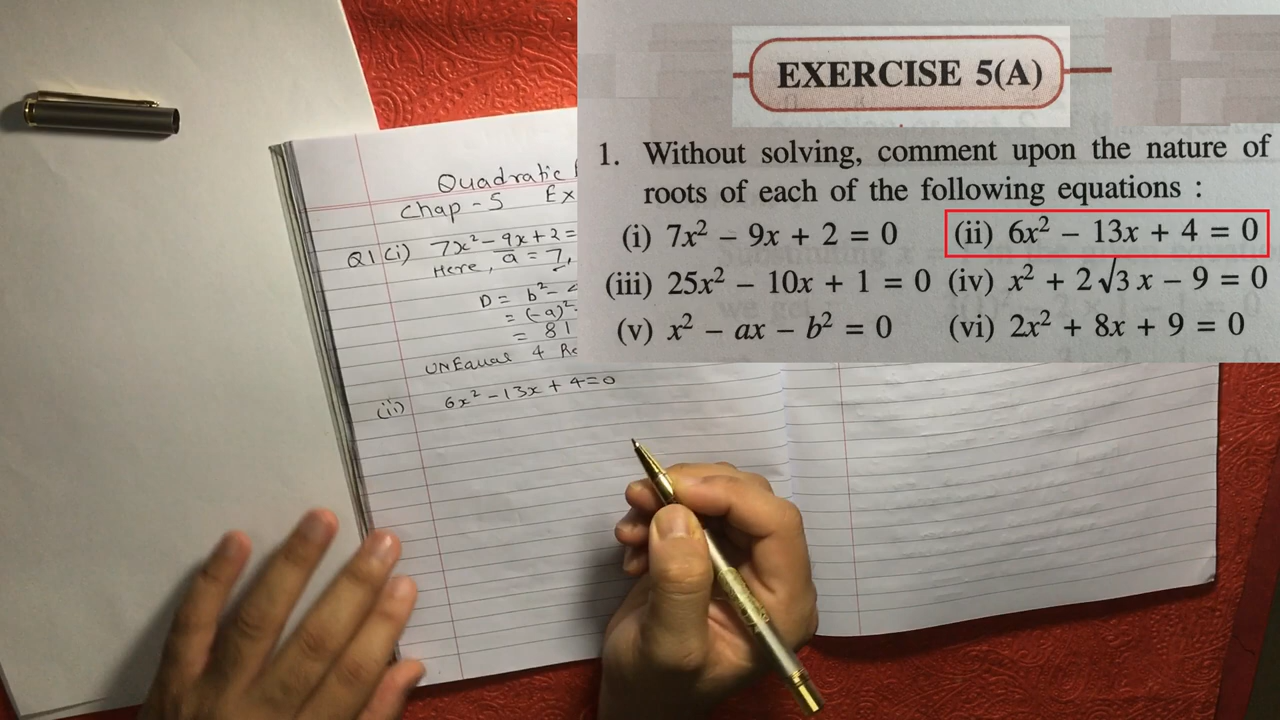 EXERCISE 5(A)
1. Without solving, comment upon the nature of
roots of each of the following equations :
(i) 7x² − 9x + 2 = 0 (ii) 6x² − 13x + 4 = 0
(iii) 25x² − 10x + 1 = 0 (iv) x² + 2√3 x − 9 = 0
(v) x² − ax − b² = 0 (vi) 2x² + 8x + 9 = 0
Quadratic
Chap - 5 Ex
Q1(i) 7x² − 9x + 2 =
Here, a = 7,
D = b² −
= (-9)² -
= 81
UNEqual 4 Re
(ii) 6x² − 13x + 4 = 0